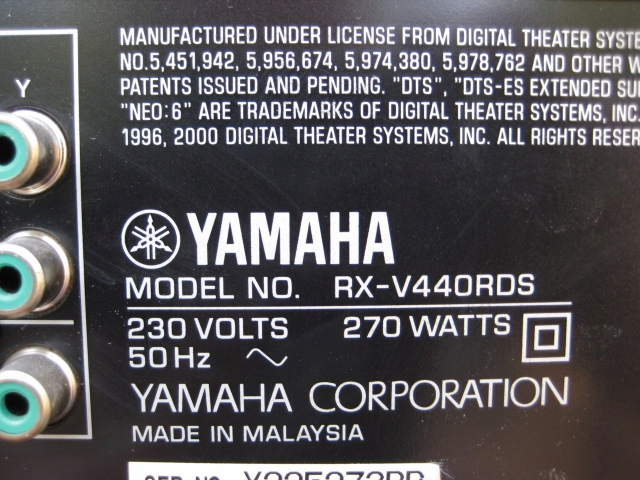 MANUFACTURED UNDER LICENSE FROM DIGITAL THEATER
NO.5,451,942, 5,956,674, 5,974,380, 5,978,762 AND OTHER
PATENTS ISSUED AND PENDING. "DTS", "DTS-ES EXTENDED
"NEO:6" ARE TRADEMARKS OF DIGITAL THEATER SYSTEMS, INC.
1996, 2000 DIGITAL THEATER SYSTEMS, INC. ALL RIGHTS
Y
YAMAHA
MODEL NO. RX-V440RDS
230 VOLTS 270 WATTS
50Hz
YAMAHA CORPORATION
MADE IN MALAYSIA
SER NO.